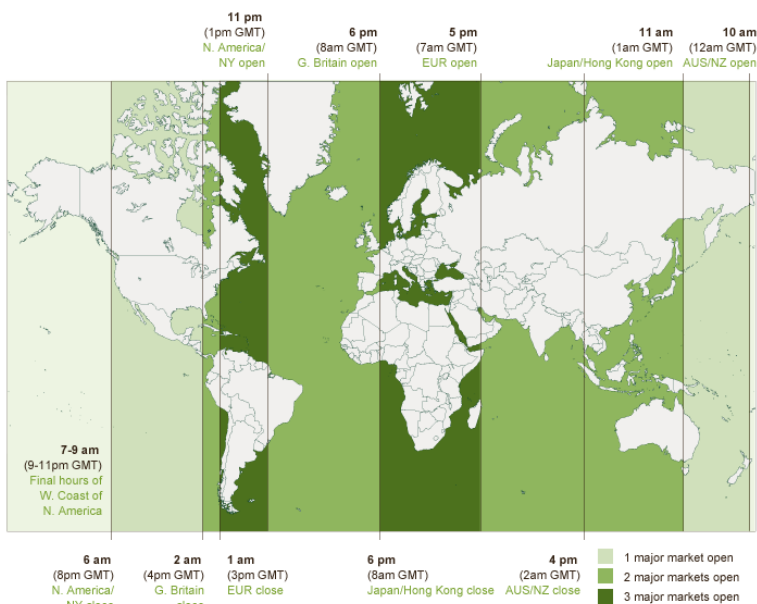 11 pm
(1pm GMT)
N. America/
NY open
6 pm
(8am GMT)
G. Britain open
5 pm
(7am GMT)
EUR open
11 am
(1am GMT)
Japan/Hong Kong open
10 am
(12am GMT)
AUS/NZ open
7-9 am
(9-11pm GMT)
Final hours of
W. Coast of
N. America
6 am
(8pm GMT)
N. America/
NY close
2 am
(4pm GMT)
G. Britain
close
1 am
(3pm GMT)
EUR close
6 pm
(8am GMT)
Japan/Hong Kong close
4 pm
(2am GMT)
AUS/NZ close
1 major market open
2 major markets open
3 major markets open